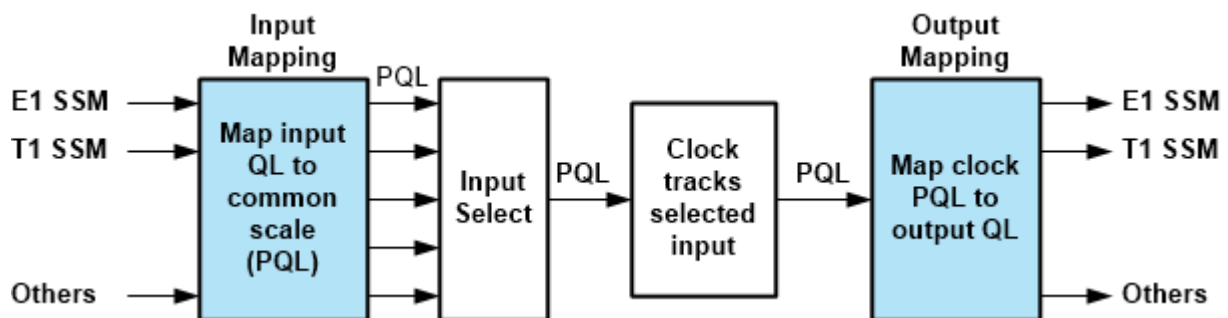 Input
Mapping
Output
Mapping
PQL
E1 SSM
T1 SSM
Others
Map input
QL to
common
scale
(PQL)
Input
Select
PQL
Clock
tracks
selected
input
PQL
Map clock
PQL to
output QL
E1 SSM
T1 SSM
Others